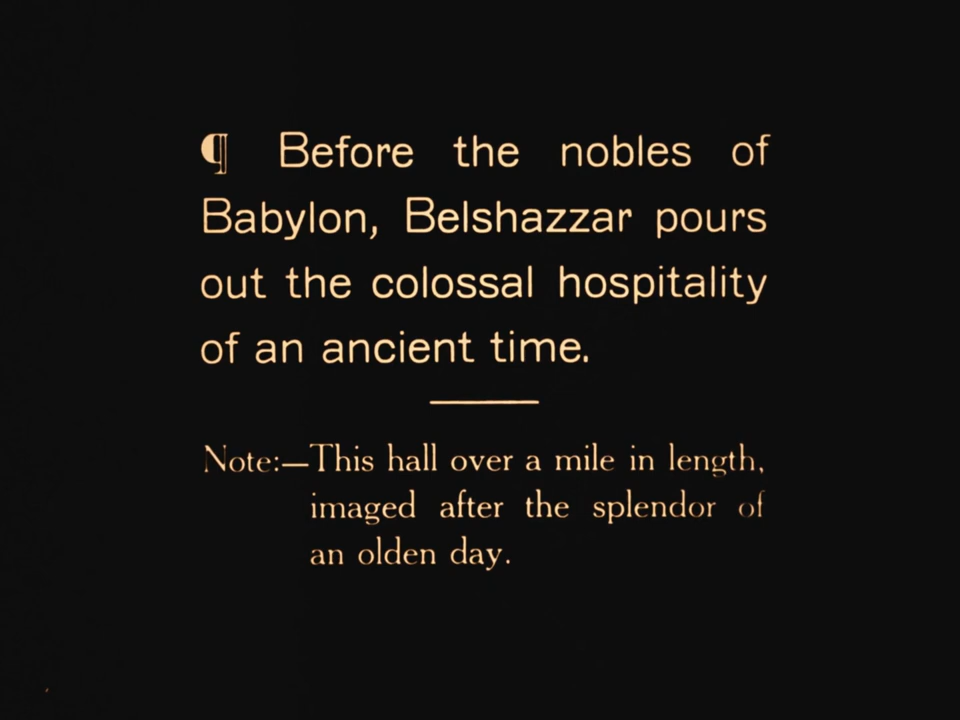 ¶ Before the nobles of
Babylon, Belshazzar pours
out the colossal hospitality
of an ancient time.
Note:—This hall over a mile in length,
imaged after the splendor of
an olden day.